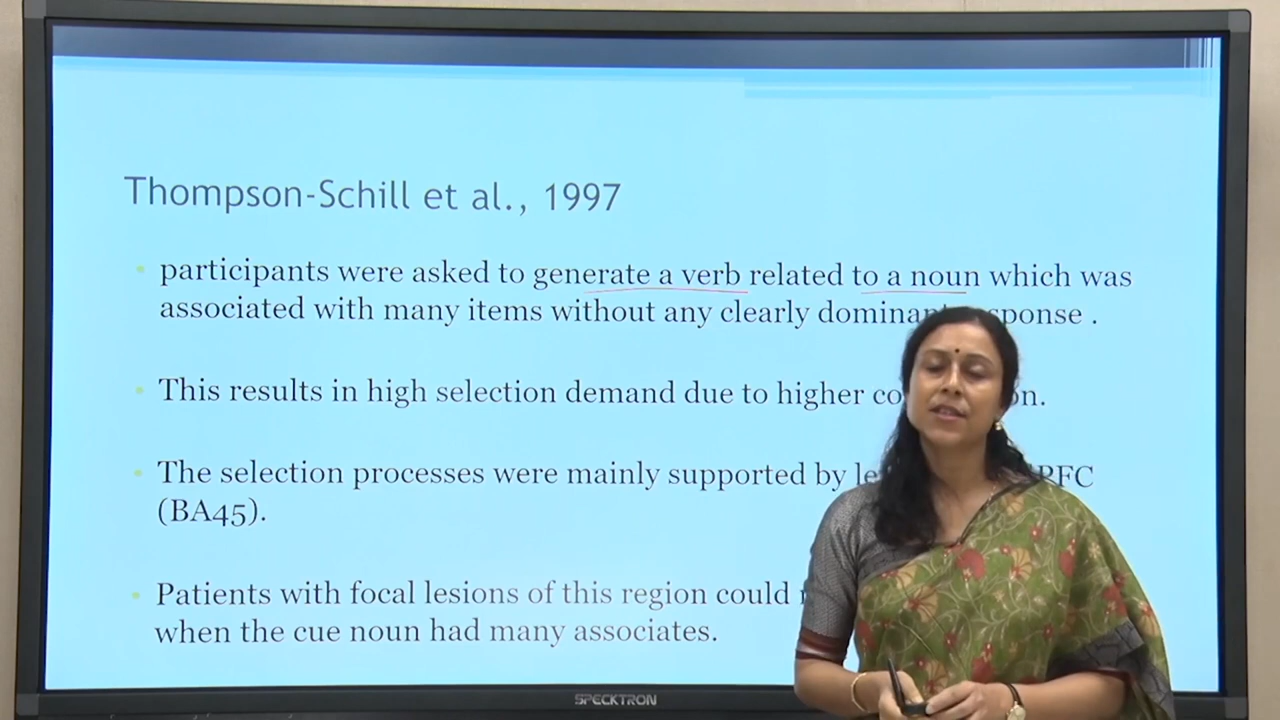 Thompson-Schill et al., 1997
participants were asked to generate a verb related to a noun which was
associated with many items without any clearly dominant response .
This results in high selection demand due to higher
The selection processes were mainly supported by PFC
(BA45).
Patients with focal lesions of this region could
when the cue noun had many associates.
SPECKTRON